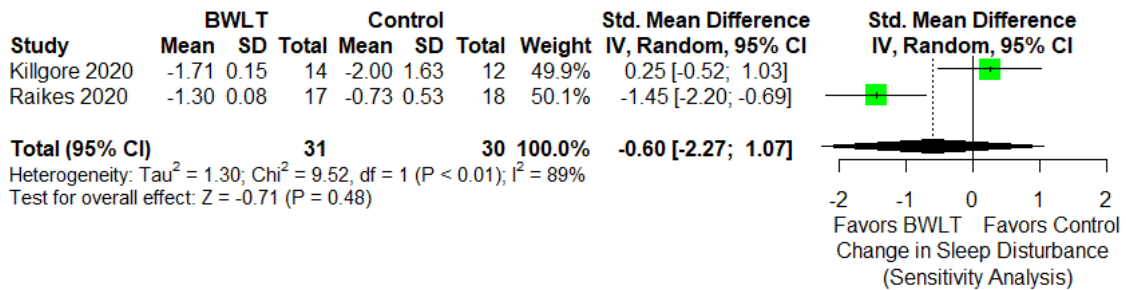 BWLT Control Std. Mean Difference Std. Mean Difference
Study Mean SD Total Mean SD Total Weight IV, Random, 95% CI IV, Random, 95% CI
Killgore 2020 -1.71 0.15 14 -2.00 1.63 12 49.9% 0.25 [-0.52; 1.03]
Raikes 2020 -1.30 0.08 17 -0.73 0.53 18 50.1% -1.45 [-2.20; -0.69]
Total (95% CI) 31 30 100.0% -0.60 [-2.27; 1.07]
Heterogeneity: Tau² = 1.30; Chi² = 9.52, df = 1 (P < 0.01); I² = 89%
Test for overall effect: Z = -0.71 (P = 0.48)
-2 -1 0 1 2
Favors BWLT Favors Control
Change in Sleep Disturbance
(Sensitivity Analysis)